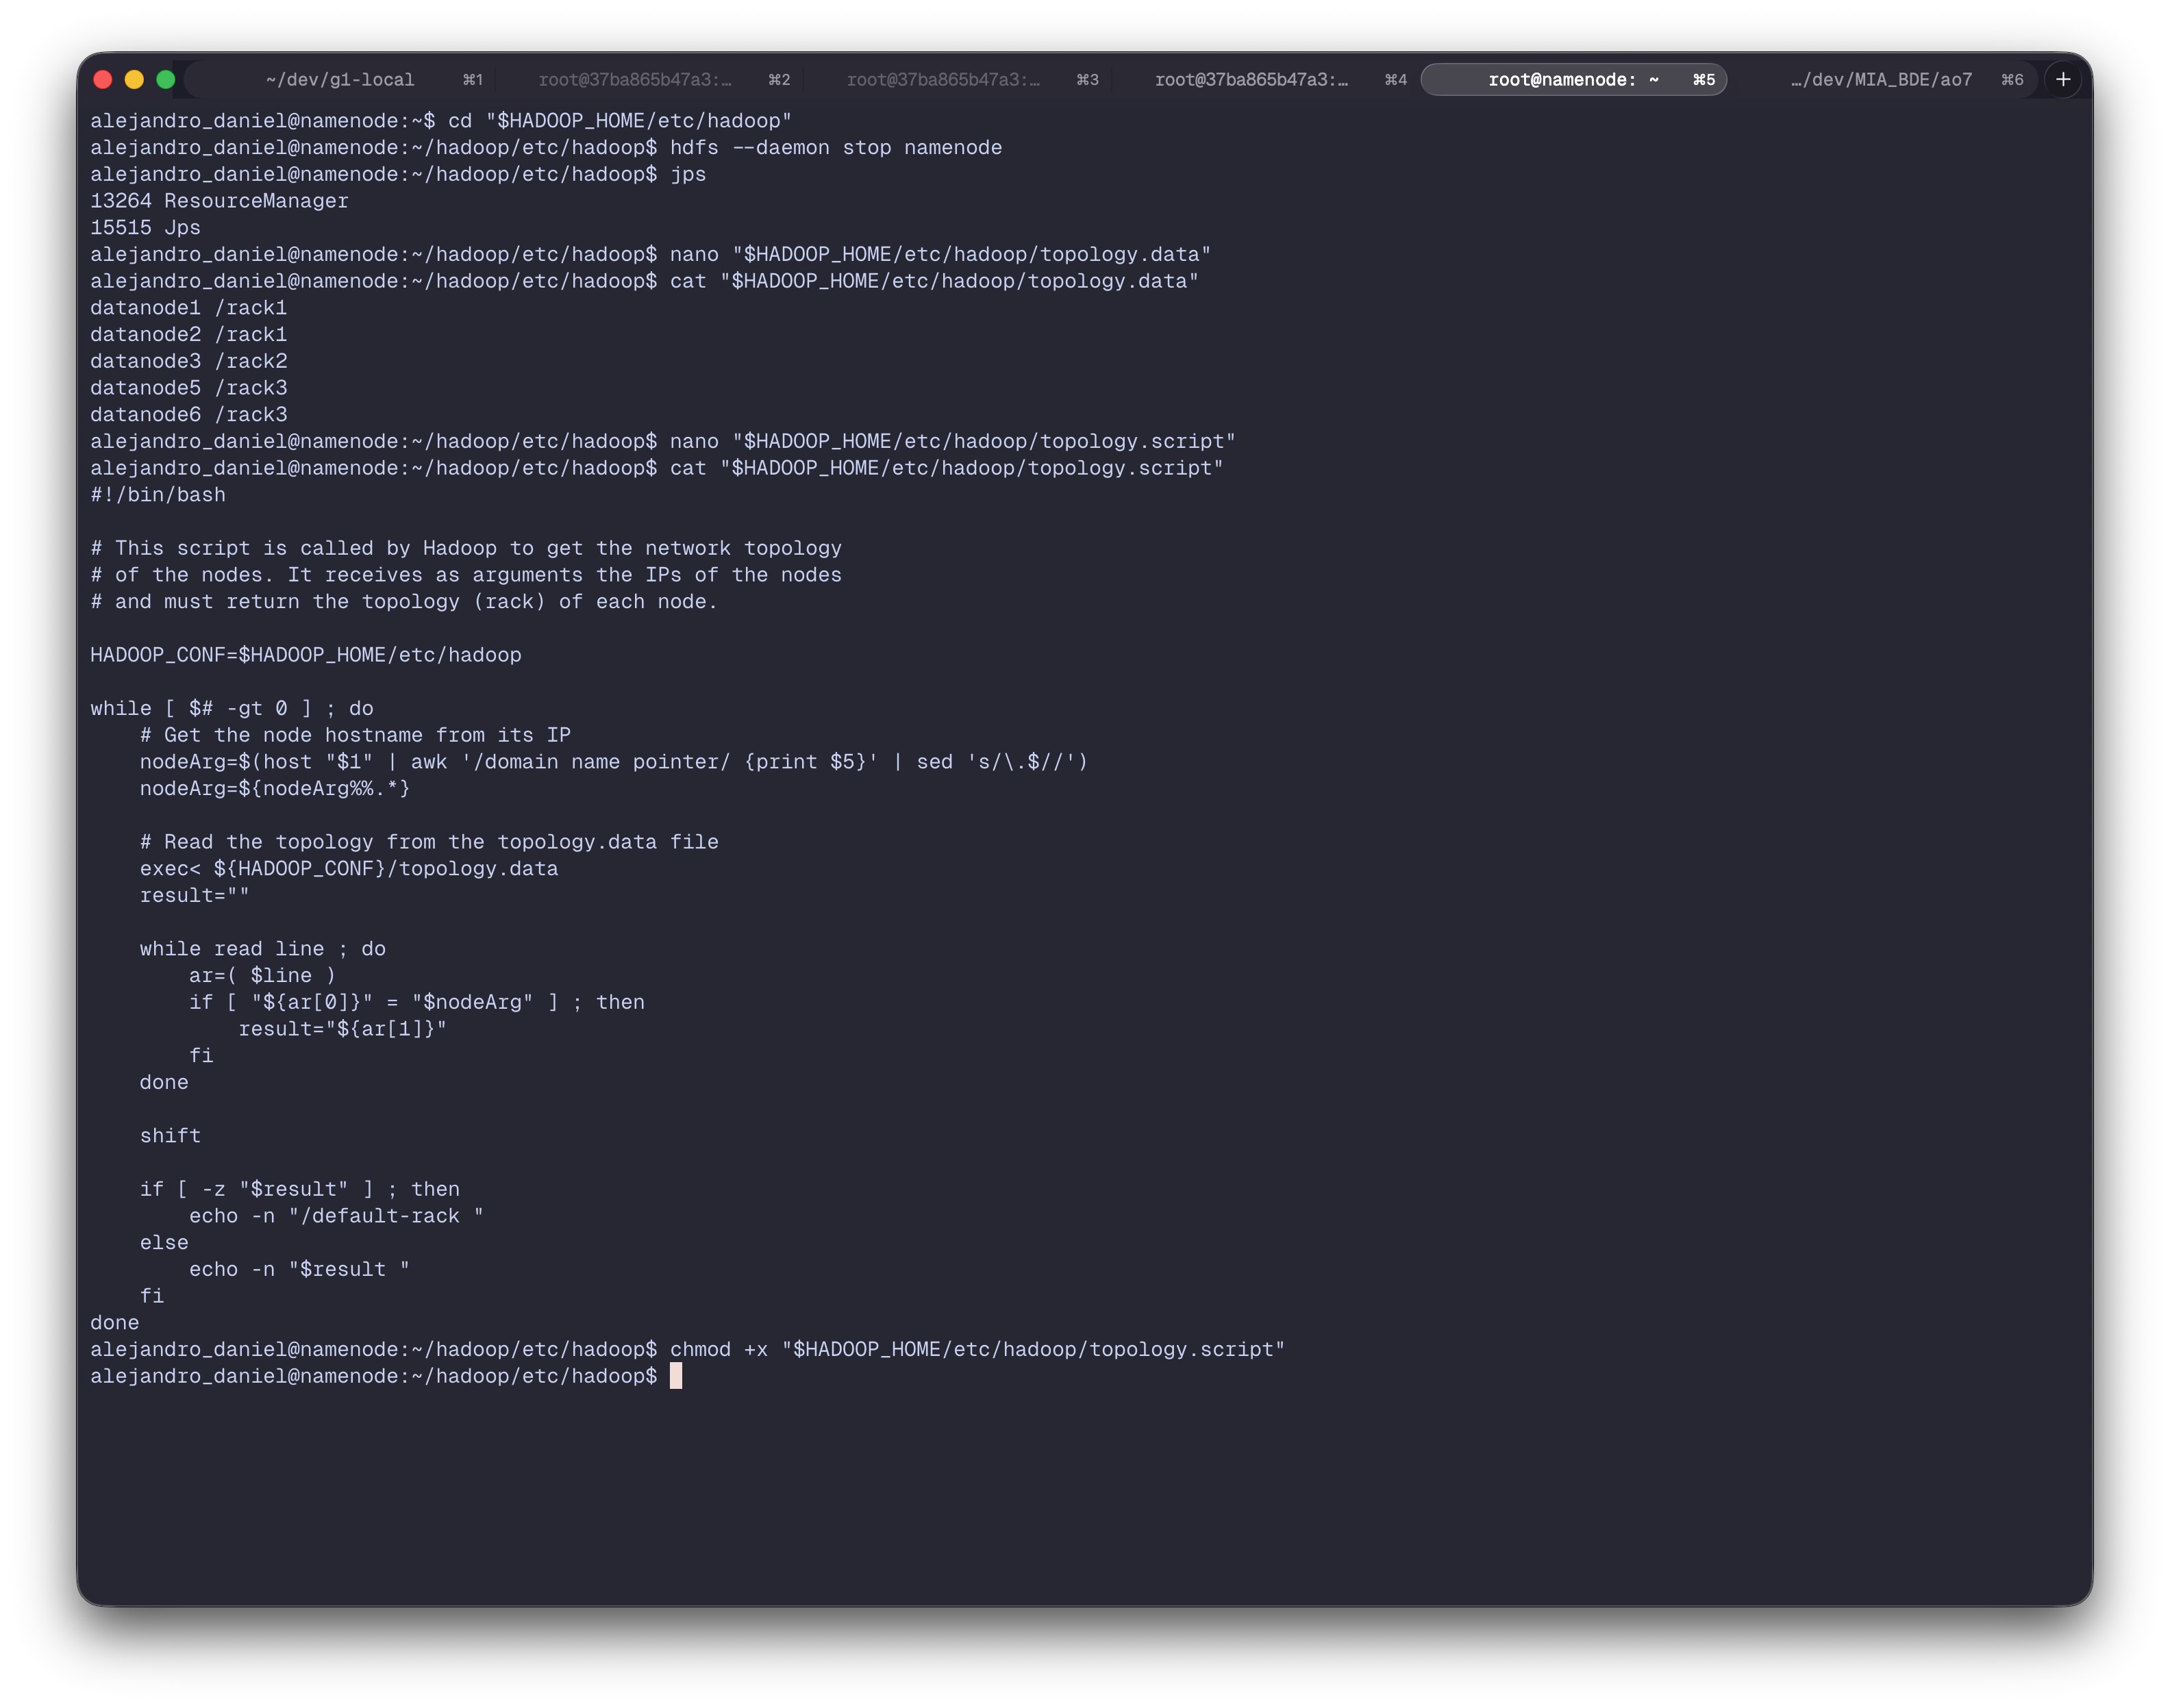 ~/dev/g1-local ⌘1 root@37ba865b47a3:… ⌘2 root@37ba865b47a3:… ⌘3 root@37ba865b47a3:… ⌘4 root@namenode: ~ ⌘5 …/dev/MIA_BDE/ao7 ⌘6 +
alejandro_daniel@namenode:~$ cd "$HADOOP_HOME/etc/hadoop"
alejandro_daniel@namenode:~/hadoop/etc/hadoop$ hdfs --daemon stop namenode
alejandro_daniel@namenode:~/hadoop/etc/hadoop$ jps
13264 ResourceManager
15515 Jps
alejandro_daniel@namenode:~/hadoop/etc/hadoop$ nano "$HADOOP_HOME/etc/hadoop/topology.data"
alejandro_daniel@namenode:~/hadoop/etc/hadoop$ cat "$HADOOP_HOME/etc/hadoop/topology.data"
datanode1 /rack1
datanode2 /rack1
datanode3 /rack2
datanode5 /rack3
datanode6 /rack3
alejandro_daniel@namenode:~/hadoop/etc/hadoop$ nano "$HADOOP_HOME/etc/hadoop/topology.script"
alejandro_daniel@namenode:~/hadoop/etc/hadoop$ cat "$HADOOP_HOME/etc/hadoop/topology.script"
#!/bin/bash

# This script is called by Hadoop to get the network topology
# of the nodes. It receives as arguments the IPs of the nodes
# and must return the topology (rack) of each node.

HADOOP_CONF=$HADOOP_HOME/etc/hadoop

while [ $# -gt 0 ] ; do
    # Get the node hostname from its IP
    nodeArg=$(host "$1" | awk '/domain name pointer/ {print $5}' | sed 's/\.$//')
    nodeArg=${nodeArg%%.*}

    # Read the topology from the topology.data file
    exec< ${HADOOP_CONF}/topology.data
    result=""

    while read line ; do
        ar=( $line )
        if [ "${ar[0]}" = "$nodeArg" ] ; then
            result="${ar[1]}"
        fi
    done

    shift

    if [ -z "$result" ] ; then
        echo -n "/default-rack "
    else
        echo -n "$result "
    fi
done
alejandro_daniel@namenode:~/hadoop/etc/hadoop$ chmod +x "$HADOOP_HOME/etc/hadoop/topology.script"
alejandro_daniel@namenode:~/hadoop/etc/hadoop$